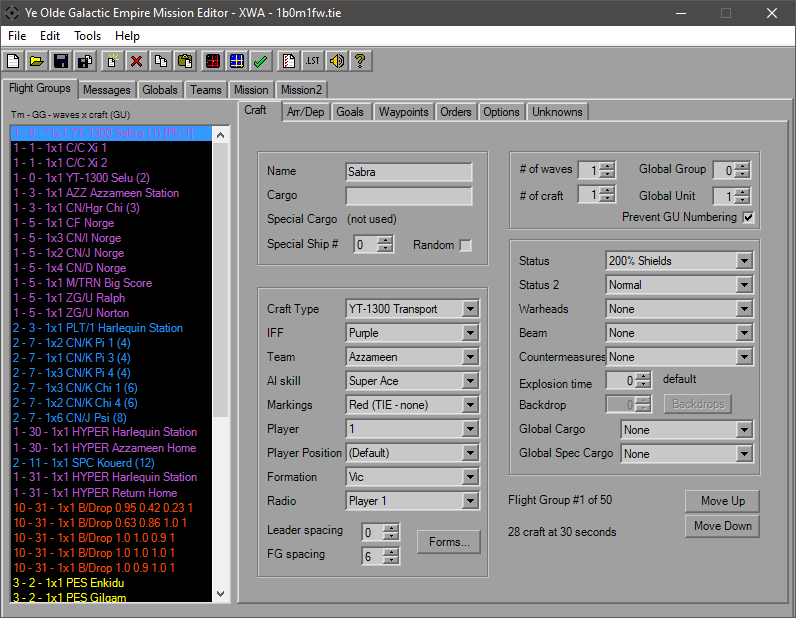 Ye Olde Galactic Empire Mission Editor - XWA - 1b0m1fw.tie
File Edit Tools Help
.LST
Flight Groups Messages Globals Teams Mission Mission2
Tm - GG - waves x craft (GU)
1 - 0 - 1x1 YT-1300 Sabra (1) [Plr:1]
1 - 1 - 1x1 C/C Xi 1
1 - 1 - 1x1 C/C Xi 2
1 - 0 - 1x1 YT-1300 Selu (2)
1 - 3 - 1x1 AZZ Azzameen Station
1 - 3 - 1x1 CN/Hgr Chi (3)
1 - 5 - 1x1 CF Norge
1 - 5 - 1x3 CN/I Norge
1 - 5 - 1x2 CN/J Norge
1 - 5 - 1x4 CN/D Norge
1 - 5 - 1x1 M/TRN Big Score
1 - 5 - 1x1 ZG/U Ralph
1 - 5 - 1x1 ZG/U Norton
2 - 3 - 1x1 PLT/1 Harlequin Station
2 - 7 - 1x2 CN/K Pi 1 (4)
2 - 7 - 1x1 CN/K Pi 3 (4)
2 - 7 - 1x1 CN/K Pi 4 (4)
2 - 7 - 1x3 CN/K Chi 1 (6)
2 - 7 - 1x2 CN/K Chi 4 (6)
2 - 7 - 1x6 CN/J Psi (8)
1 - 30 - 1x1 HYPER Harlequin Station
1 - 30 - 1x1 HYPER Azzameen Home
2 - 11 - 1x1 SPC Kouerd (12)
1 - 31 - 1x1 HYPER Harlequin Station
1 - 31 - 1x1 HYPER Return Home
10 - 31 - 1x1 B/Drop 0.95 0.42 0.23 1
10 - 31 - 1x1 B/Drop 0.63 0.86 1.0 1
10 - 31 - 1x1 B/Drop 1.0 1.0 0.9 1
10 - 31 - 1x1 B/Drop 1.0 1.0 1.0 1
10 - 31 - 1x1 B/Drop 1.0 0.9 1.0 1
3 - 2 - 1x1 PES Enkidu
3 - 2 - 1x1 PES Gilgam
Craft Arr/Dep Goals Waypoints Orders Options Unknowns
Name Sabra
Cargo
Special Cargo (not used)
Special Ship # 0 Random
Craft Type YT-1300 Transport
IFF Purple
Team Azzameen
AI skill Super Ace
Markings Red (TIE - none)
Player 1
Player Position (Default)
Formation Vic
Radio Player 1
Leader spacing 0
FG spacing 6
Forms...
# of waves 1 Global Group 0
# of craft 1 Global Unit 1
Prevent GU Numbering
Status 200% Shields
Status 2 Normal
Warheads None
Beam None
Countermeasures None
Explosion time 0 default
Backdrop 0 Backdrops
Global Cargo None
Global Spec Cargo None
Flight Group #1 of 50 Move Up
28 craft at 30 seconds Move Down